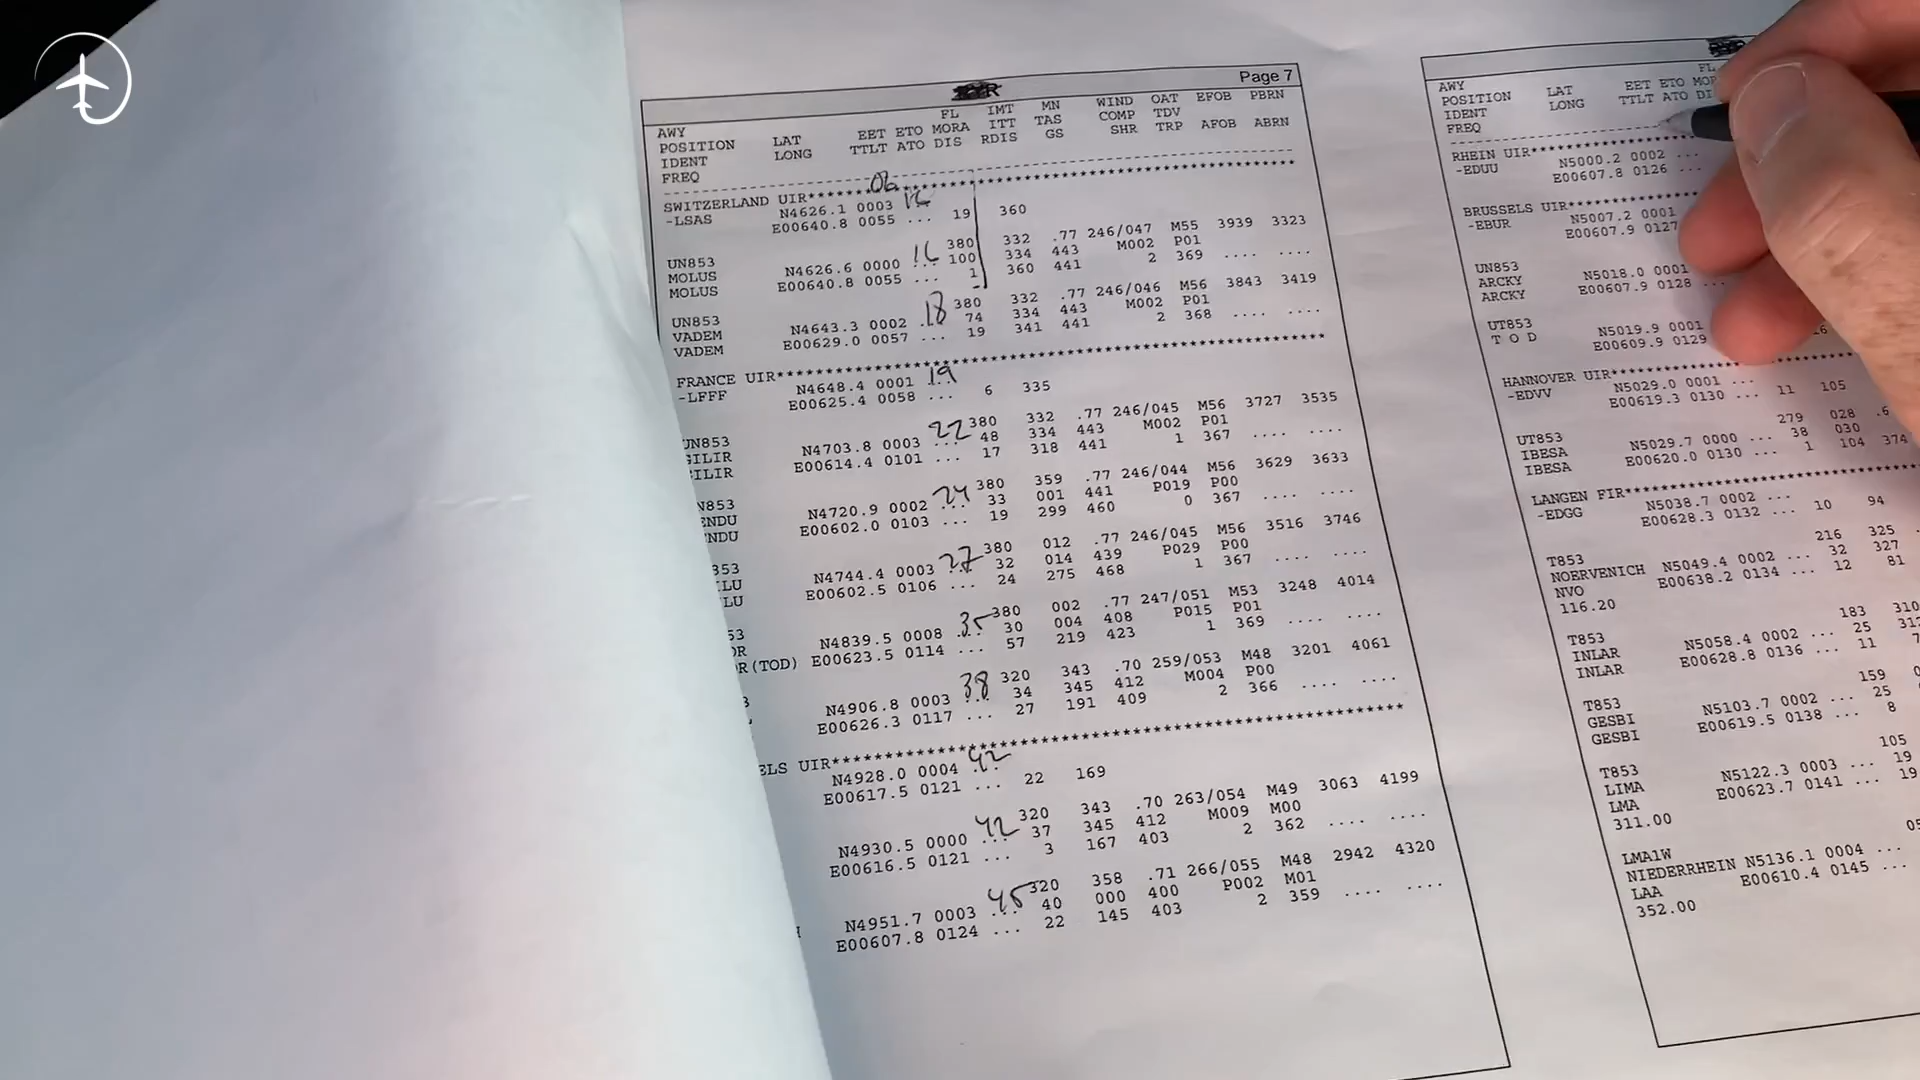 Page 7
AWY
POSITION LAT EET ETO FL IMT MN WIND OAT EFOB PBRN
IDENT LONG TTLT ATO MORA ITT TAS COMP TDV AFOB ABRN
FREQ DIS RDIS GS SHR TRP
06
SWITZERLAND UIR************************************************
-LSAS N4626.1 0003 16
E00640.8 0055 ... 19 360
UN853 380 332 .77 246/047 M55 3939 3323
MOLUS N4626.6 0000 16 100 334 443 M002 P01
MOLUS E00640.8 0055 ... 1 360 441 2 369 .... ....
UN853 380 332 .77 246/046 M56 3843 3419
VADEM N4643.3 0002 18 74 334 443 M002 P01
VADEM E00629.0 0057 ... 19 341 441 2 368 .... ....
FRANCE UIR************************************************
-LFFF N4648.4 0001 19
E00625.4 0058 ... 6 335
UN853 380 332 .77 246/045 M56 3727 3535
GILIR N4703.8 0003 22 48 334 443 M002 P01
ILIR E00614.4 0101 ... 17 318 441 1 367 .... ....
N853 380 359 .77 246/044 M56 3629 3633
ENDU N4720.9 0002 24 33 001 441 P019 P00
NDU E00602.0 0103 ... 19 299 460 0 367 .... ....
353 380 012 .77 246/045 M56 3516 3746
LU N4744.4 0003 27 32 014 439 P029 P00
LU E00602.5 0106 ... 24 275 468 1 367 .... ....
53 380 002 .77 247/051 M53 3248 4014
OR N4839.5 0008 35 30 004 408 P015 P01
R(TOD) E00623.5 0114 ... 57 219 423 1 369 .... ....
320 343 .70 259/053 M48 3201 4061
N4906.8 0003 38 34 345 412 M004 P00
E00626.3 0117 ... 27 191 409 2 366 .... ....
ELS UIR************************************************
N4928.0 0004 42
E00617.5 0121 ... 22 169
320 343 .70 263/054 M49 3063 4199
N4930.5 0000 42 37 345 412 M009 M00
E00616.5 0121 ... 3 167 403 2 362 .... ....
320 358 .71 266/055 M48 2942 4320
N4951.7 0003 45 40 000 400 P002 M01
E00607.8 0124 ... 22 145 403 2 359 .... ....
AWY
POSITION LAT EET ETO FL
IDENT LONG TTLT ATO
FREQ
RHEIN UIR****************
-EDUU N5000.2 0002 ...
E00607.8 0126 ...
BRUSSELS UIR****************
-EBUR N5007.2 0001
E00607.9 0127
UN853
ARCKY N5018.0 0001
ARCKY E00607.9 0128 ...
UT853
T O D N5019.9 0001
E00609.9 0129
HANNOVER UIR****************
-EDVV N5029.0 0001 ...
E00619.3 0130 ... 11 105
UT853 279 028
IBESA N5029.7 0000 ... 38 030
IBESA E00620.0 0130 ... 1 104 374
LANGEN FIR****************
-EDGG N5038.7 0002 ...
E00628.3 0132 ... 10 94
T853 216 325
NOERVENICH N5049.4 0002 ... 32 327
NVO E00638.2 0134 ... 12 81
116.20
T853 183 310
INLAR N5058.4 0002 ... 25
INLAR E00628.8 0136 ... 11
T853 159
GESBI N5103.7 0002 ... 25
GESBI E00619.5 0138 ... 8
T853 105
LIMA N5122.3 0003 ... 19
LMA E00623.7 0141 ... 19
311.00
LMA1W
NIEDERRHEIN N5136.1 0004 ...
LAA E00610.4 0145 ...
352.00